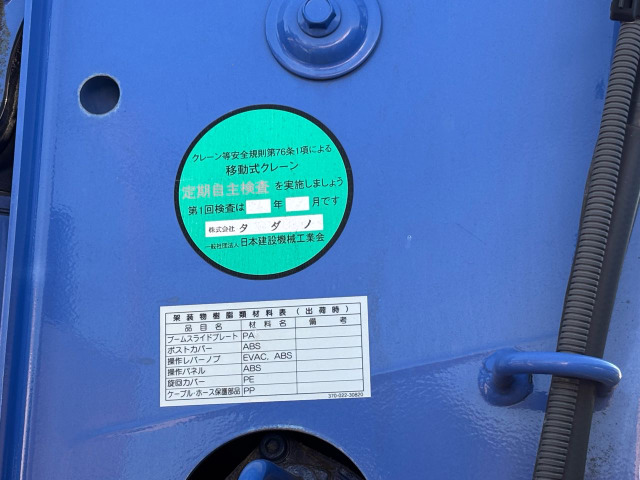 クレーン等安全規則第76条1項による
移動式クレーン
定期自主検査を実施しましょう
第1回検査は 年 月です
株式会社 タダノ
一般社団法人 日本建設機械工業会
架装物樹脂類材料表(出荷時)
品目名 材料名 備考
ブームスライドプレート PA
ポストカバー ABS
操作レバーノブ EVAC, ABS
操作パネル ABS
旋回カバー PE
ケーブル・ホース保護部品 PP
370-022-30820